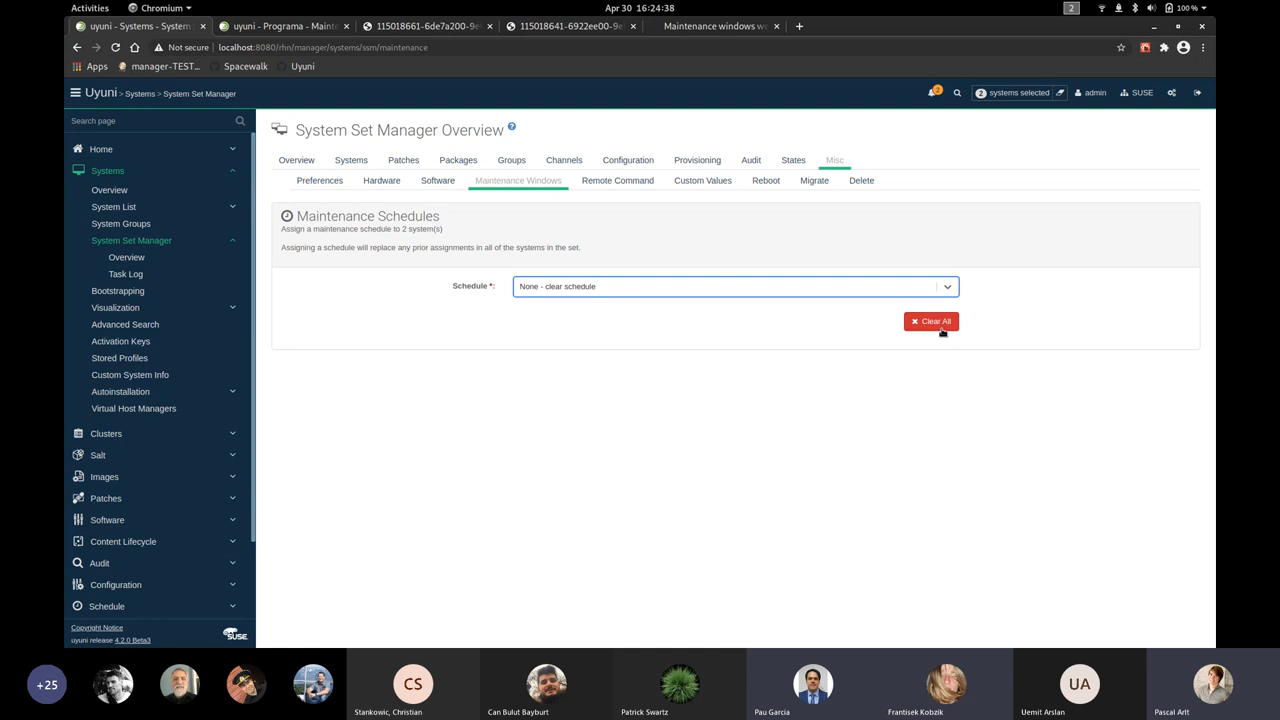 Activities
Chromium
Apr 30 16:24:38
2
100 %
uyuni - Systems - System
uyuni - Programa - Mainte
115018661-6de7a200-9e
115018641-6922ee00-9e
Maintenance windows w
Not secure
localhost:8080/rhn/manager/systems/ssm/maintenance
Apps
manager-TEST...
Spacewalk
Uyuni
Uyuni > Systems > System Set Manager
2
2 systems selected
admin
SUSE
Search page
Home
Systems
Overview
System List
System Groups
System Set Manager
Overview
Task Log
Bootstrapping
Visualization
Advanced Search
Activation Keys
Stored Profiles
Custom System Info
Autoinstallation
Virtual Host Managers
Clusters
Salt
Images
Patches
Software
Content Lifecycle
Audit
Configuration
Schedule
Copyright Notice
uyuni release 4.2.0 Beta3
SUSE
System Set Manager Overview
Overview Systems Patches Packages Groups Channels Configuration Provisioning Audit States Misc
Preferences Hardware Software Maintenance Windows Remote Command Custom Values Reboot Migrate Delete
Maintenance Schedules
Assign a maintenance schedule to 2 system(s)
Assigning a schedule will replace any prior assignments in all of the systems in the set.
Schedule *:
None - clear schedule
Clear All
+25
CS
UA
Stankovic, Christian
Can Bulut Bayburt
Patrick Swartz
Pau Garcia
Frantisek Kobzik
Uemit Arslan
Pascal Arlt